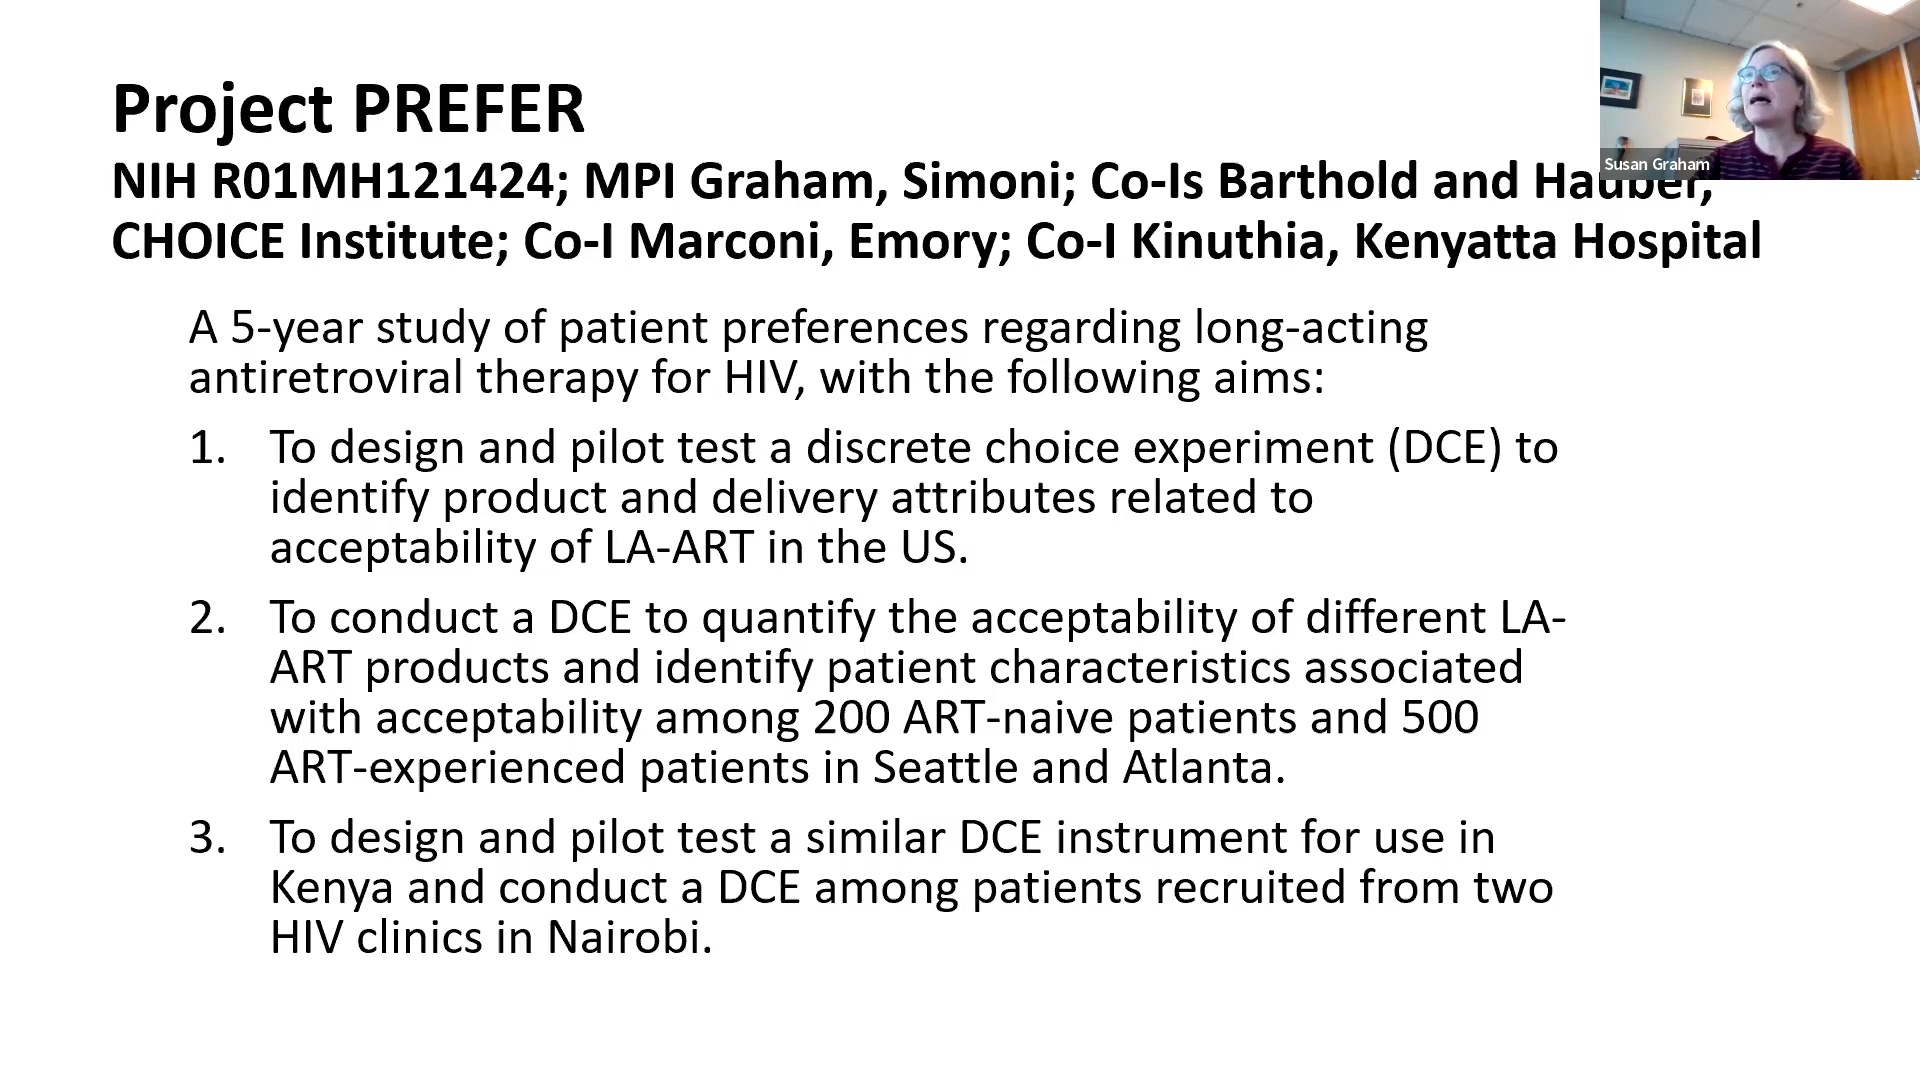 Project PREFER
NIH R01MH121424; MPI Graham, Simoni; Co-Is Barthold and Hauber,
CHOICE Institute; Co-I Marconi, Emory; Co-I Kinuthia, Kenyatta Hospital
Susan Graham
A 5-year study of patient preferences regarding long-acting
antiretroviral therapy for HIV, with the following aims:
1. To design and pilot test a discrete choice experiment (DCE) to
identify product and delivery attributes related to
acceptability of LA-ART in the US.
2. To conduct a DCE to quantify the acceptability of different LA-
ART products and identify patient characteristics associated
with acceptability among 200 ART-naive patients and 500
ART-experienced patients in Seattle and Atlanta.
3. To design and pilot test a similar DCE instrument for use in
Kenya and conduct a DCE among patients recruited from two
HIV clinics in Nairobi.